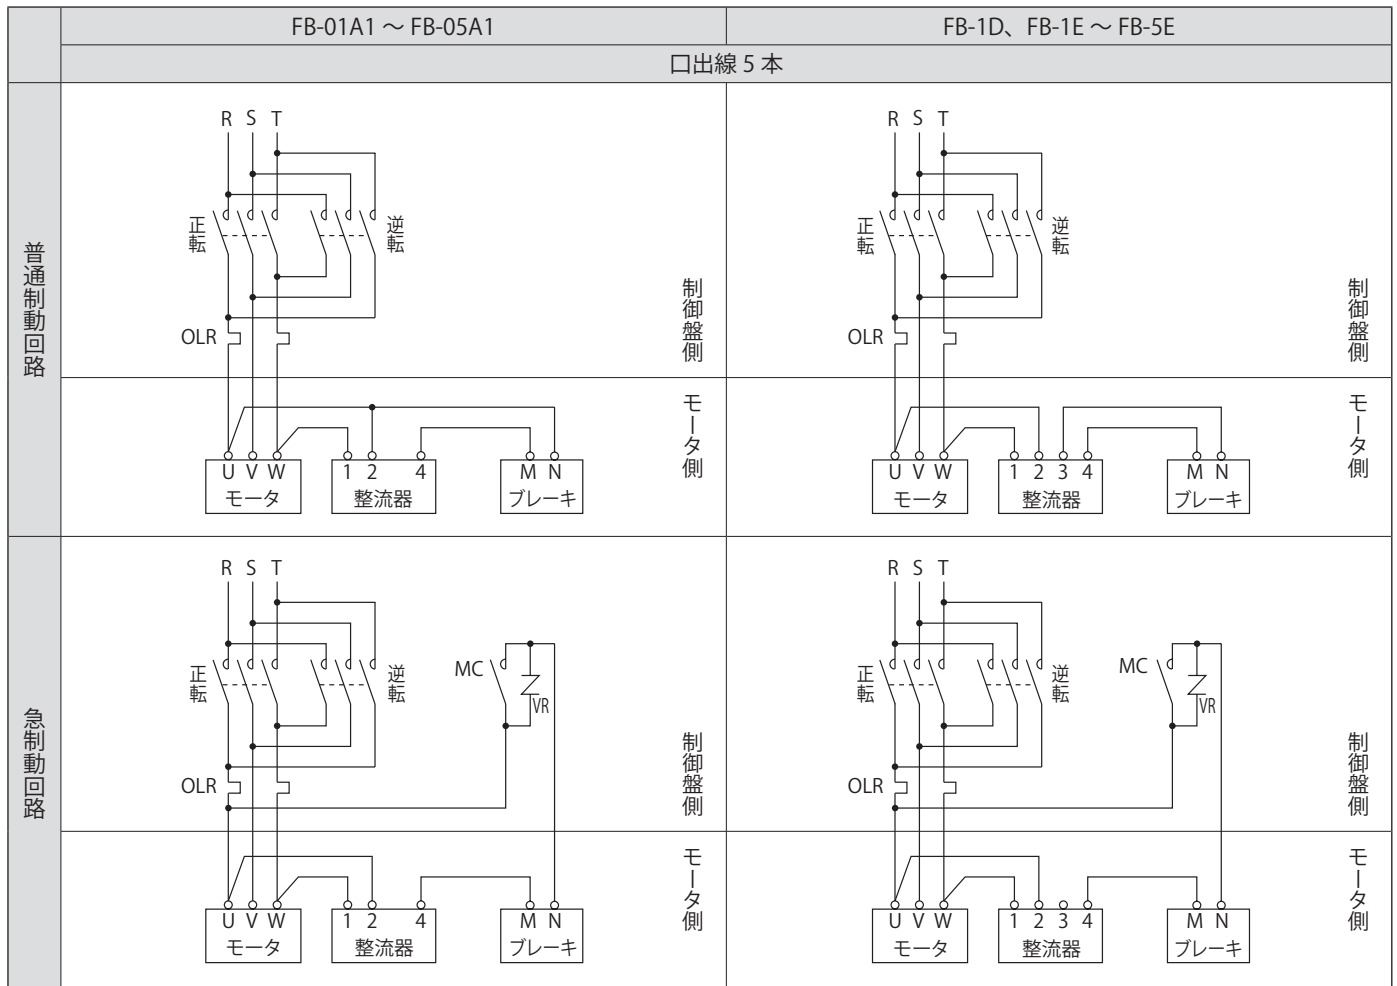 FB-01A1 ～ FB-05A1
FB-1D、FB-1E ～ FB-5E
口出線 5 本
普通制動回路
R S T
正転
逆転
OLR
制御盤側
モータ側
U V W
モータ
1 2 4
整流器
M N
ブレーキ
R S T
正転
逆転
OLR
制御盤側
モータ側
U V W
モータ
1 2 3 4
整流器
M N
ブレーキ
急制動回路
R S T
正転
逆転
MC
VR
OLR
制御盤側
モータ側
U V W
モータ
1 2 4
整流器
M N
ブレーキ
R S T
正転
逆転
MC
VR
OLR
制御盤側
モータ側
U V W
モータ
1 2 3 4
整流器
M N
ブレーキ